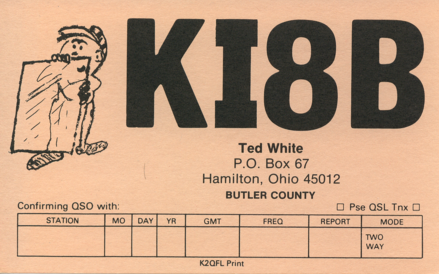 KI8B
Ted White
P.O. Box 67
Hamilton, Ohio 45012
BUTLER COUNTY
Confirming QSO with: □ Pse QSL Tnx □
STATION MO DAY YR GMT FREQ REPORT MODE
TWO
WAY
K2QFL Print